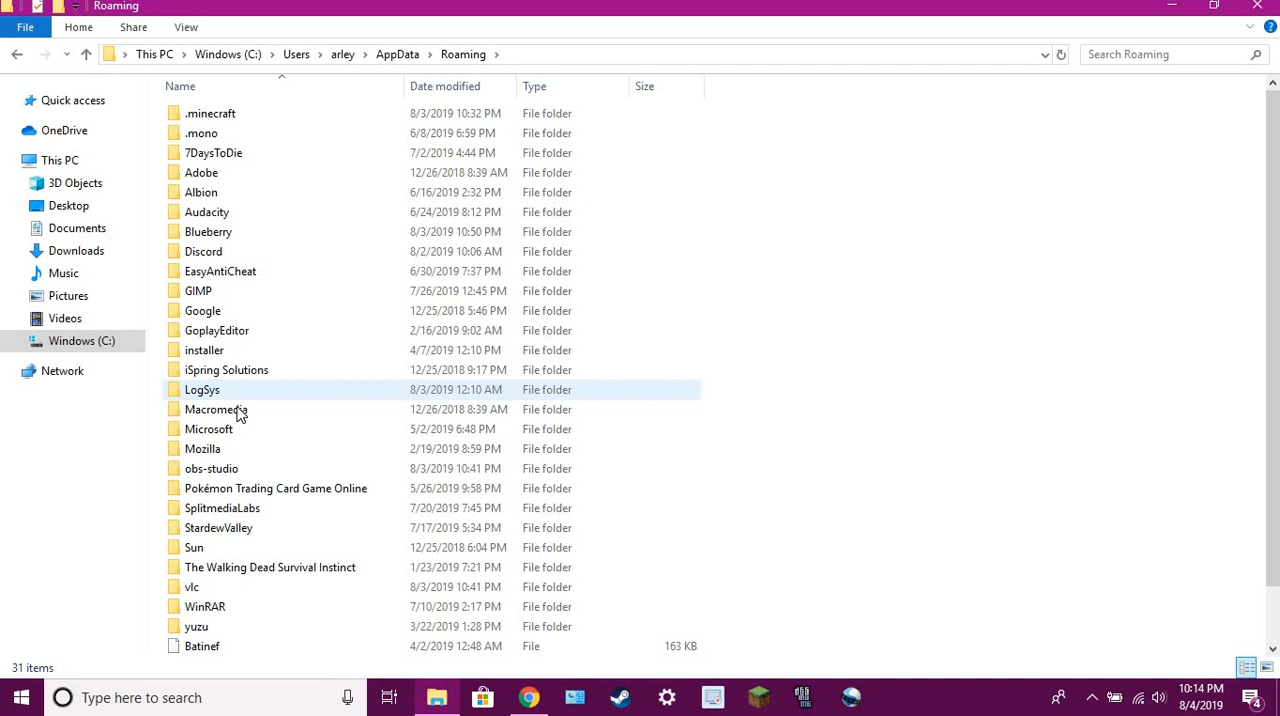 Roaming
File Home Share View
This PC Windows (C:) Users arley AppData Roaming Search Roaming
Name Date modified Type Size
Quick access
OneDrive
This PC
3D Objects
Desktop
Documents
Downloads
Music
Pictures
Videos
Windows (C:)
Network
.minecraft 8/3/2019 10:32 PM File folder
.mono 6/8/2019 6:59 PM File folder
7DaysToDie 7/2/2019 4:44 PM File folder
Adobe 12/26/2018 8:39 AM File folder
Albion 6/16/2019 2:32 PM File folder
Audacity 6/24/2019 8:12 PM File folder
Blueberry 8/3/2019 10:50 PM File folder
Discord 8/2/2019 10:06 AM File folder
EasyAntiCheat 6/30/2019 7:37 PM File folder
GIMP 7/26/2019 12:45 PM File folder
Google 12/25/2018 5:46 PM File folder
GoplayEditor 2/16/2019 9:02 AM File folder
installer 4/7/2019 12:10 PM File folder
iSpring Solutions 12/25/2018 9:17 PM File folder
LogSys 8/3/2019 12:10 AM File folder
Macromedia 12/26/2018 8:39 AM File folder
Microsoft 5/2/2019 6:48 PM File folder
Mozilla 2/19/2019 8:59 PM File folder
obs-studio 8/3/2019 10:41 PM File folder
Pokémon Trading Card Game Online 5/26/2019 9:58 PM File folder
SplitmediaLabs 7/20/2019 7:45 PM File folder
StardewValley 7/17/2019 5:34 PM File folder
Sun 12/25/2018 6:04 PM File folder
The Walking Dead Survival Instinct 1/23/2019 7:21 PM File folder
vlc 8/3/2019 10:41 PM File folder
WinRAR 7/10/2019 2:17 PM File folder
yuzu 3/22/2019 1:28 PM File folder
Batinef 4/2/2019 12:48 AM File 163 KB
31 items
Type here to search
10:14 PM
8/4/2019
4